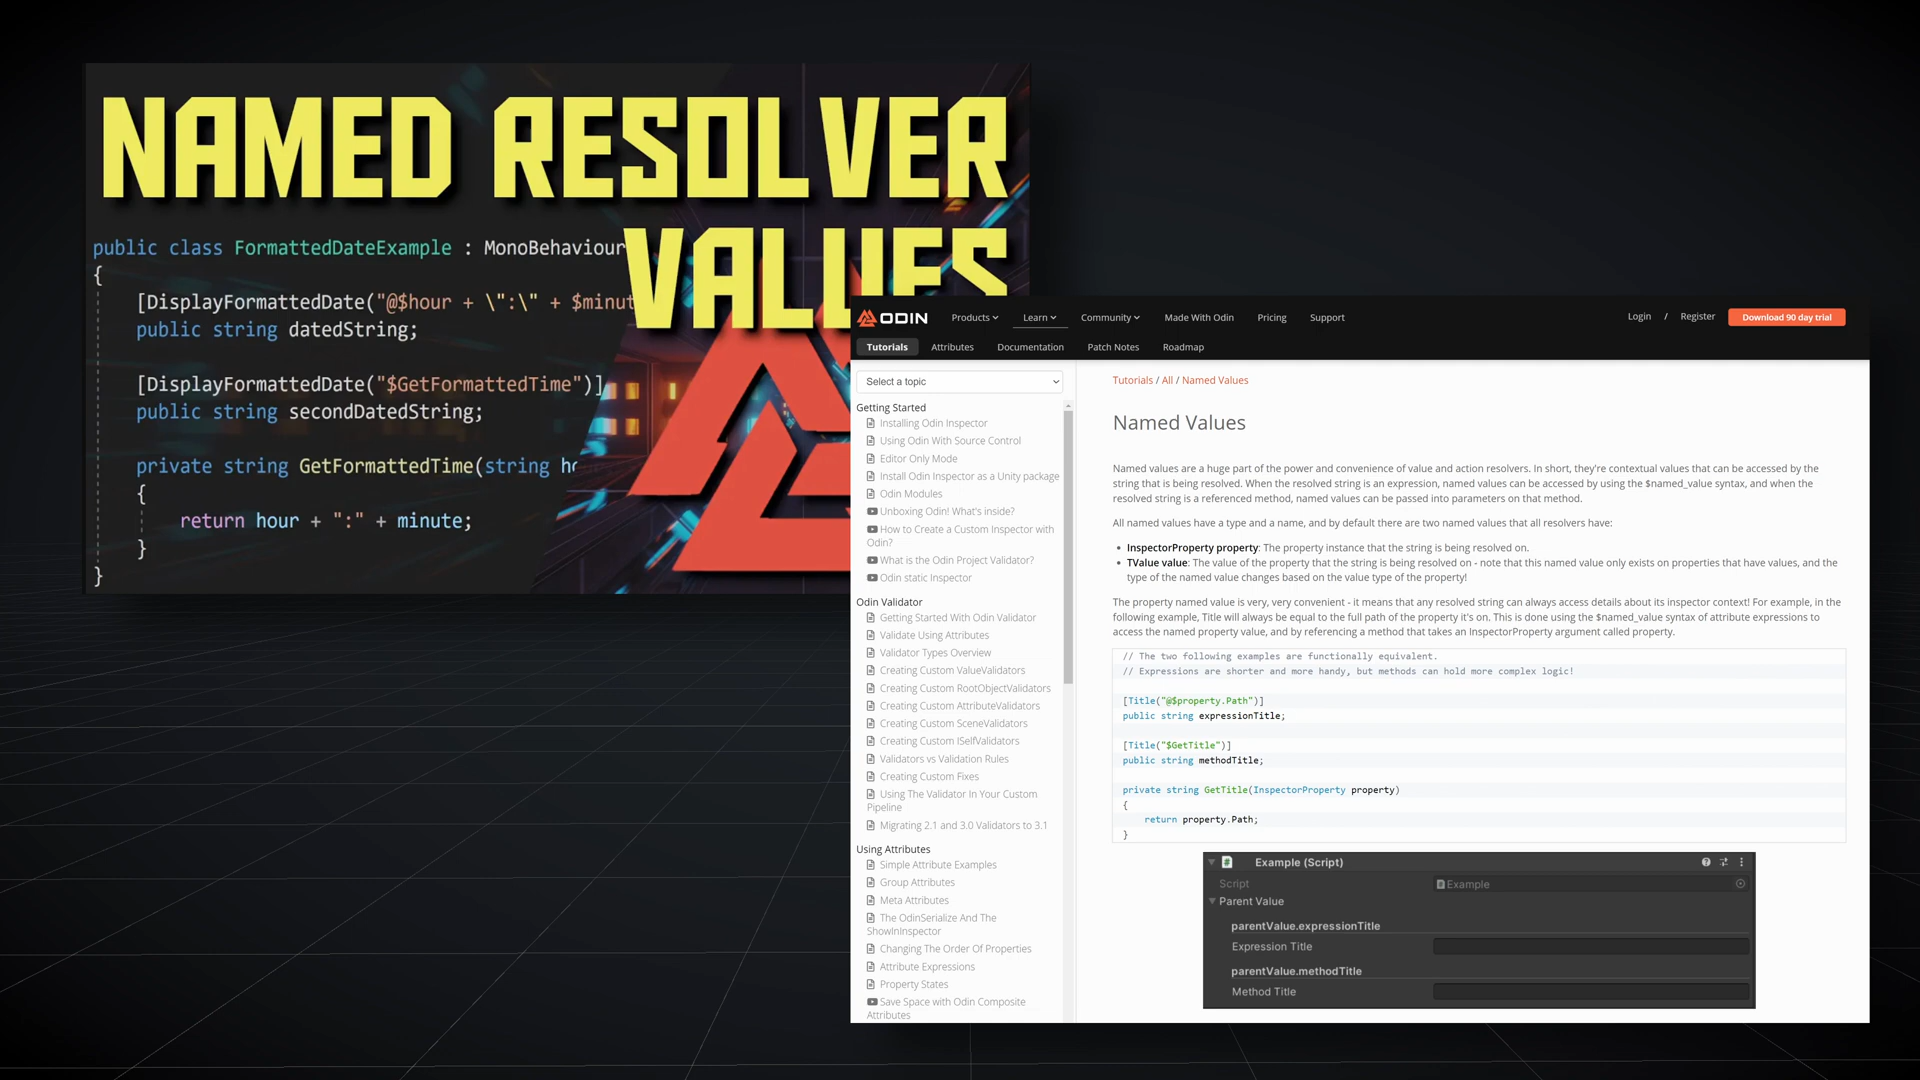 NAMED RESOLVER
VALUES
public class FormattedDateExample : MonoBehaviour
{
[DisplayFormattedDate("@$hour + \":\" + $minut
public string datedString;
[DisplayFormattedDate("$GetFormattedTime")]
public string secondDatedString;
private string GetFormattedTime(string ho
{
return hour + ":" + minute;
}
}
ODIN
Products
Learn
Community
Made With Odin
Pricing
Support
Login / Register
Download 90 day trial
Tutorials
Attributes
Documentation
Patch Notes
Roadmap
Select a topic
Getting Started
Installing Odin Inspector
Using Odin With Source Control
Editor Only Mode
Install Odin Inspector as a Unity package
Odin Modules
Unboxing Odin! What's inside?
How to Create a Custom Inspector with
Odin?
What is the Odin Project Validator?
Odin static Inspector
Odin Validator
Getting Started With Odin Validator
Validate Using Attributes
Validator Types Overview
Creating Custom ValueValidators
Creating Custom RootObjectValidators
Creating Custom AttributeValidators
Creating Custom SceneValidators
Creating Custom ISelfValidators
Validators vs Validation Rules
Creating Custom Fixes
Using The Validator In Your Custom
Pipeline
Migrating 2.1 and 3.0 Validators to 3.1
Using Attributes
Simple Attribute Examples
Group Attributes
Meta Attributes
The OdinSerialize And The
ShowInInspector
Changing The Order Of Properties
Attribute Expressions
Property States
Save Space with Odin Composite
Attributes
Tutorials / All / Named Values
Named Values
Named values are a huge part of the power and convenience of value and action resolvers. In short, they're contextual values that can be accessed by the
string that is being resolved. When the resolved string is an expression, named values can be accessed by using the $named_value syntax, and when the
resolved string is a referenced method, named values can be passed into parameters on that method.
All named values have a type and a name, and by default there are two named values that all resolvers have:
• InspectorProperty property: The property instance that the string is being resolved on.
• TValue value: The value of the property that the string is being resolved on - note that this named value only exists on properties that have values, and the
type of the named value changes based on the value type of the property!
The property named value is very, very convenient - it means that any resolved string can always access details about its inspector context! For example, in the
following example, Title will always be equal to the full path of the property it's on. This is done using the $named_value syntax of attribute expressions to
access the named property value, and by referencing a method that takes an InspectorProperty argument called property.
// The two following examples are functionally equivalent.
// Expressions are shorter and more handy, but methods can hold more complex logic!
[Title("@$property.Path")]
public string expressionTitle;
[Title("$GetTitle")]
public string methodTitle;
private string GetTitle(InspectorProperty property)
{
return property.Path;
}
Example (Script)
Script
Example
Parent Value
parentValue.expressionTitle
Expression Title
parentValue.methodTitle
Method Title